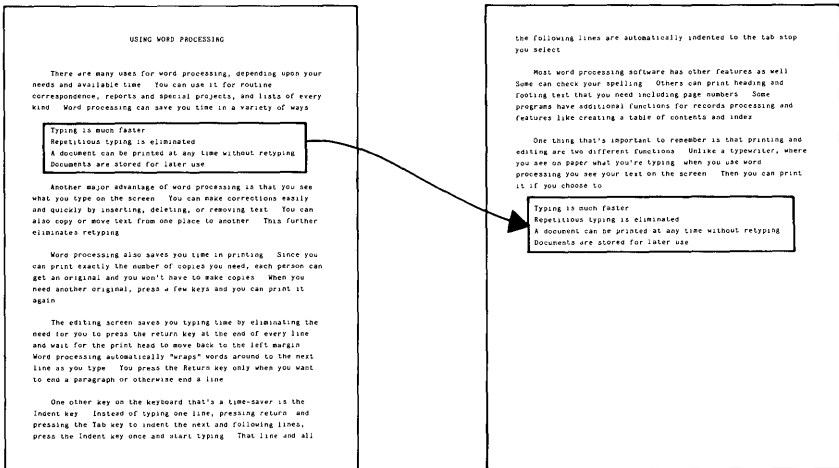 USING WORD PROCESSING
There are many uses for word processing, depending upon your
needs and available time You can use it for routine
correspondence, reports and special projects, and lists of every
kind Word processing can save you time in a variety of ways
Typing is much faster
Repetitious typing is eliminated
A document can be printed at any time without retyping
Documents are stored for later use
Another major advantage of word processing is that you see
what you type on the screen You can make corrections easily
and quickly by inserting, deleting, or removing text You can
also copy or move text from one place to another This further
eliminates retyping
Word processing also saves you time in printing Since you
can print exactly the number of copies you need, each person can
get an original and you won't have to make copies When you
need another original, press a few keys and you can print it
again
The editing screen saves you typing time by eliminating the
need for you to press the return key at the end of every line
and wait for the print head to move back to the left margin
Word processing automatically "wraps" words around to the next
line as you type You press the Return key only when you want
to end a paragraph or otherwise end a line
One other key on the keyboard that's a time-saver is the
Indent key Instead of typing one line, pressing return and
pressing the Tab key to indent the next and following lines,
press the Indent key once and start typing That line and all
the following lines are automatically indented to the tab stop
you select
Most word processing software has other features as well
Some can check your spelling Others can print heading and
footing text that you need including page numbers Some
programs have additional functions for records processing and
features like creating a table of contents and index
One thing that's important to remember is that printing and
editing are two different functions Unlike a typewriter, where
you see on paper what you're typing when you use word
processing you see your text on the screen Then you can print
it if you choose to
Typing is much faster
Repetitious typing is eliminated
A document can be printed at any time without retyping
Documents are stored for later use